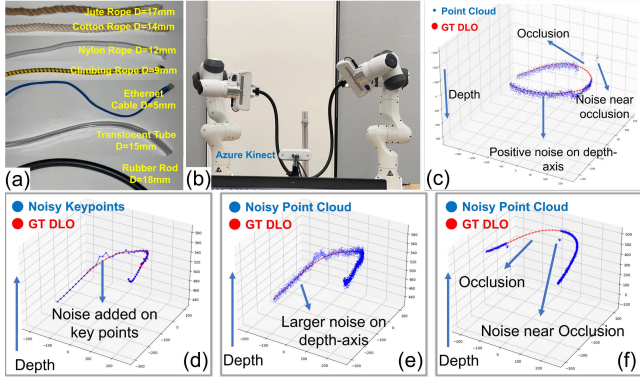 Jute Rope D=17mm
Cotton Rope D=14mm
Nylon Rope D=12mm
Climbing Rope D=9mm
Ethernet
Cable D=5mm
Translucent Tube
D=15mm
Rubber Rod
D=18mm
(a)
Azure Kinect
(b)
Point Cloud
GT DLO
Occlusion
Depth
Noise near
occlusion
Positive noise on depth-
axis
(c)
Noisy Keypoints
GT DLO
Noise added on
key points
Depth
(d)
Noisy Point Cloud
GT DLO
Larger noise on
depth-axis
Depth
(e)
Noisy Point Cloud
GT DLO
Occlusion
Noise near Occlusion
Depth
(f)